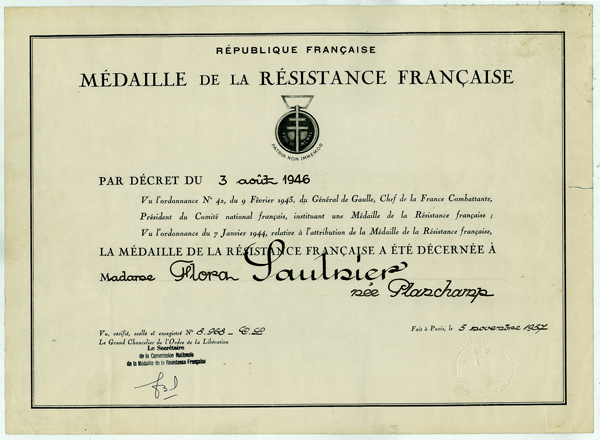 RÉPUBLIQUE FRANÇAISE
MÉDAILLE DE LA RÉSISTANCE FRANÇAISE
PATRIA NON IMMEMOR
PAR DÉCRET DU 3 août 1946
Vu l'ordonnance N° 42, du 9 Février 1943, du Général de Gaulle, Chef de la France Combattante,
Président du Comité national français, instituant une Médaille de la Résistance française ;
Vu l'ordonnance du 7 Janvier 1944, relative à l'attribution de la Médaille de la Résistance française,
LA MÉDAILLE DE LA RÉSISTANCE FRANÇAISE A ÉTÉ DÉCERNÉE À
Madame Flora Saulnier
née Planchamp
Vu, vérifié, scellé et enregistré N° 8.968 - C.L
Le Grand Chancelier de l'Ordre de la Libération
Fait à Paris, le 5 novembre 1957
Le Secrétaire
de la Commission Nationale
de la Médaille de la Résistance Française